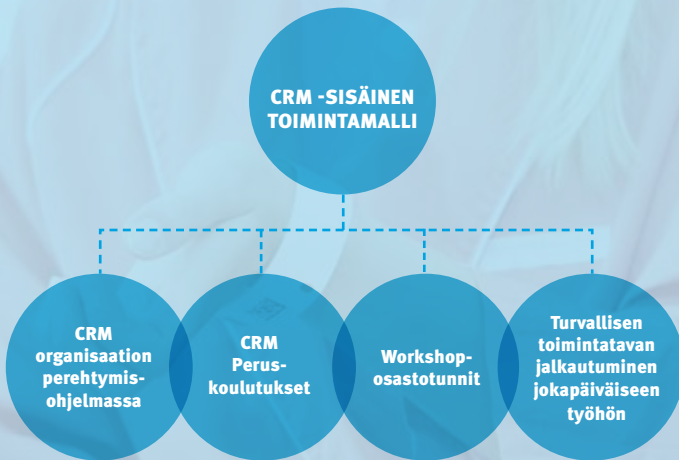 CRM -SISÄINEN
TOIMINTAMALLI
CRM
organisaation
perehtymis-
ohjelmassa
CRM
Perus-
koulutukset
Workshop-
osastotunnit
Turvallisen
toimintatavan
jalkautuminen
jokapäiväiseen
työhön